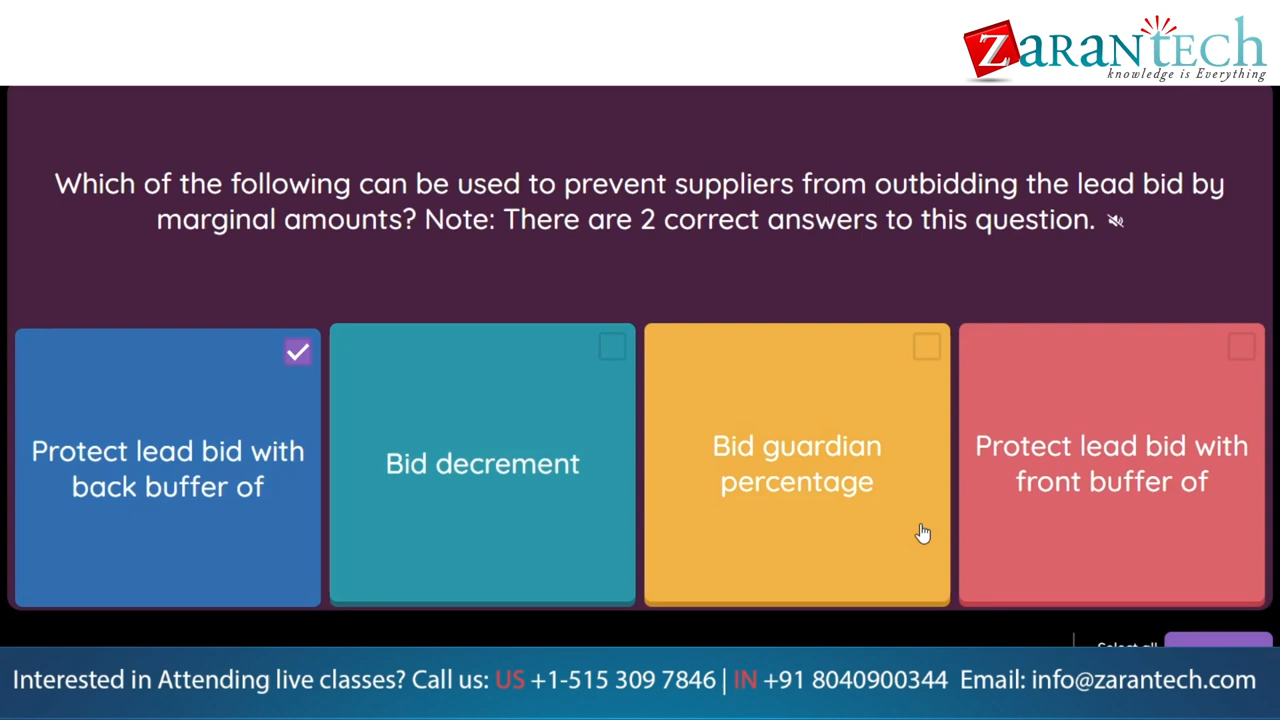 ZARANTECH
knowledge is Everything
Which of the following can be used to prevent suppliers from outbidding the lead bid by
marginal amounts? Note: There are 2 correct answers to this question.
Protect lead bid with
back buffer of
Bid decrement
Bid guardian
percentage
Protect lead bid with
front buffer of
Select all
Interested in Attending live classes? Call us: US +1-515 309 7846 | IN +91 8040900344 Email: info@zarantech.com